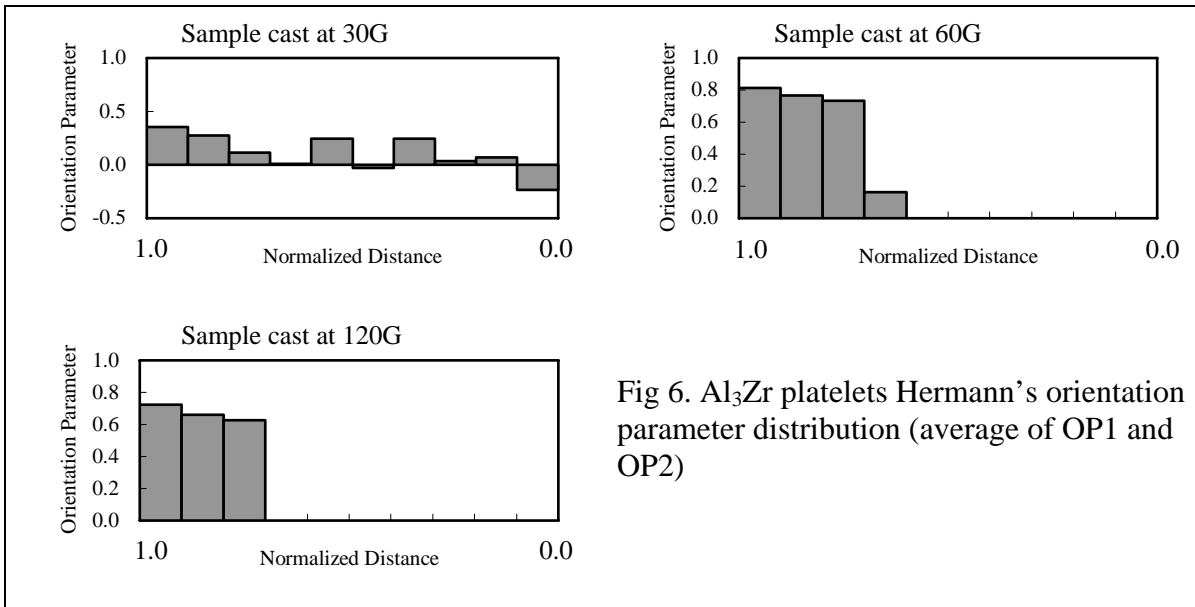 Sample cast at 30G
1.0
0.5
0.0
-0.5
Orientation Parameter
1.0
0.0
Normalized Distance
Sample cast at 60G
1.0
0.8
0.6
0.4
0.2
0.0
Orientation Parameter
1.0
0.0
Normalized Distance
Sample cast at 120G
1.0
0.8
0.6
0.4
0.2
0.0
Orientation Parameter
1.0
0.0
Normalized Distance
Fig 6. Al₃Zr platelets Hermann’s orientation
parameter distribution (average of OP1 and
OP2)